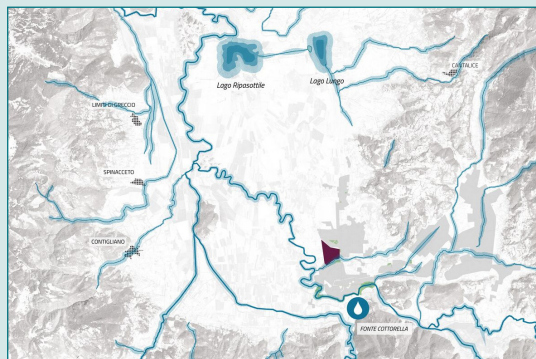 Lago Ripasottile
Lago Lungo
CANTALICE
LIMITI DI GRECCIO
SPINACCETO
CONTIGLIANO
FONTE COTTORELLA